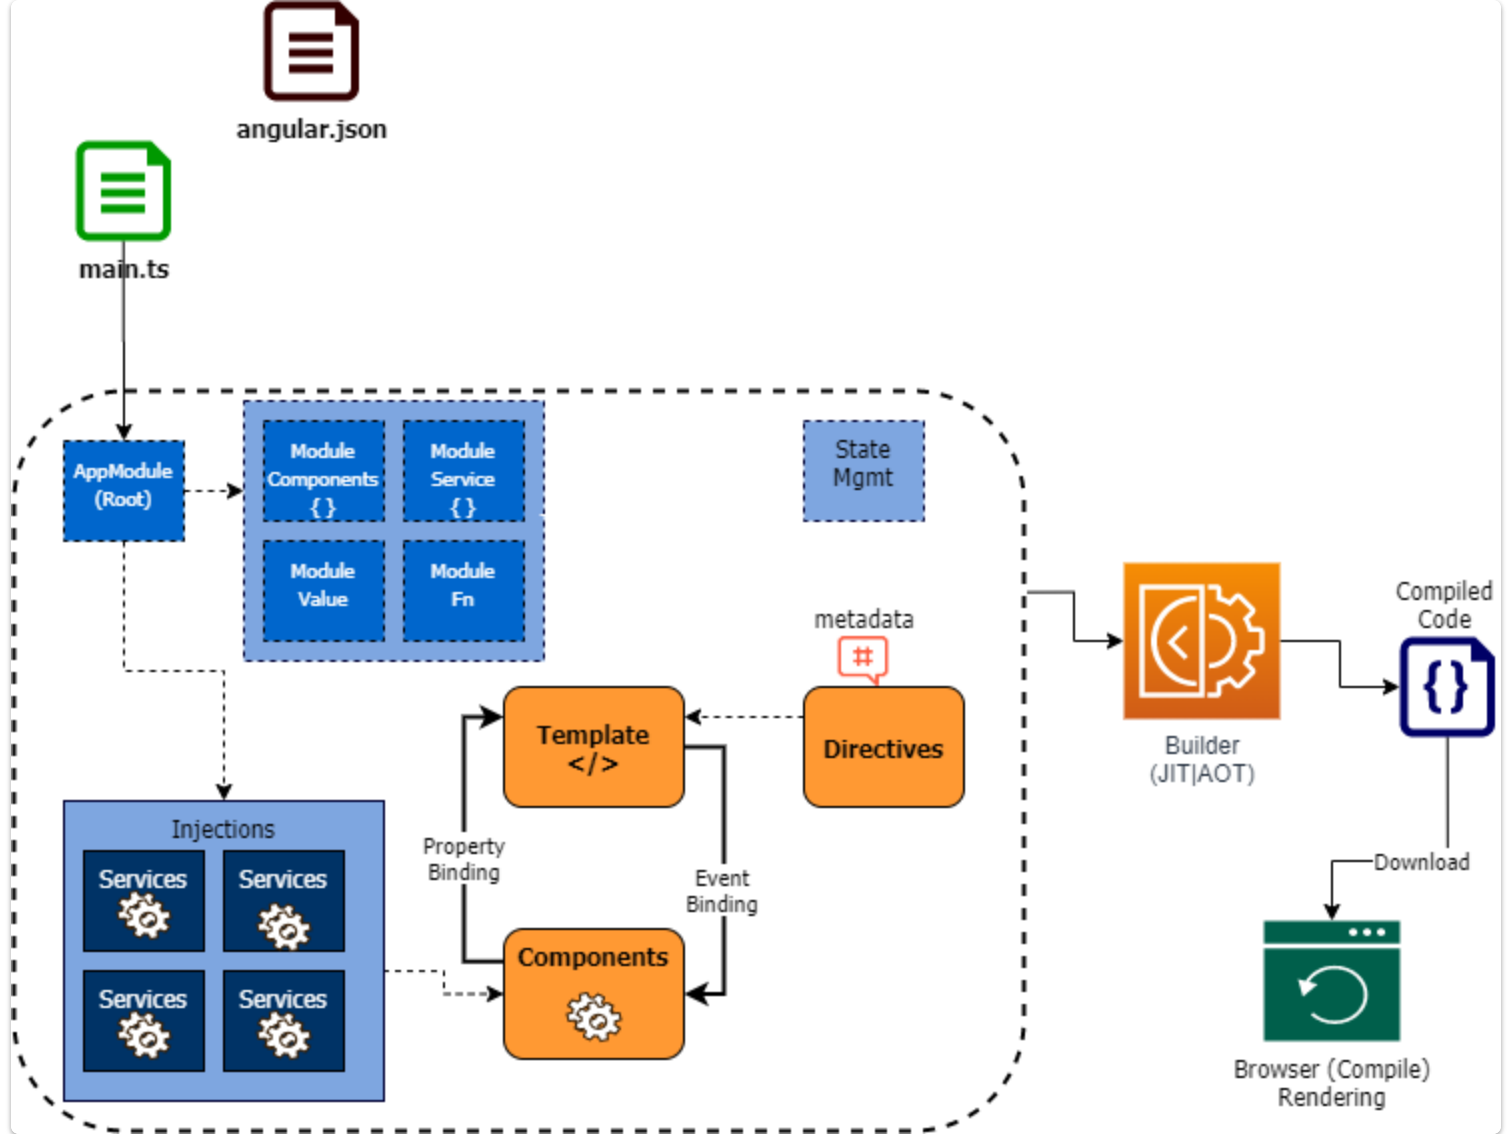 angular.json
main.ts
AppModule
(Root)
Module
Components
{}
Module
Service
{}
Module
Value
Module
Fn
State
Mgmt
metadata
#
Template
</>
Directives
Property
Binding
Event
Binding
Components
Injections
Services
Services
Services
Services
Builder
(JIT|AOT)
Compiled
Code
{}
Download
Browser (Compile)
Rendering